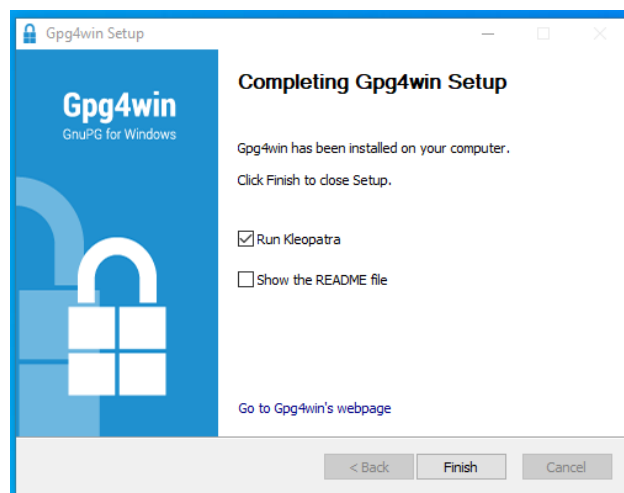 Gpg4win Setup
Gpg4win
GnuPG for Windows
Completing Gpg4win Setup
Gpg4win has been installed on your computer.
Click Finish to close Setup.
Run Kleopatra
Show the README file
Go to Gpg4win's webpage
< Back
Finish
Cancel